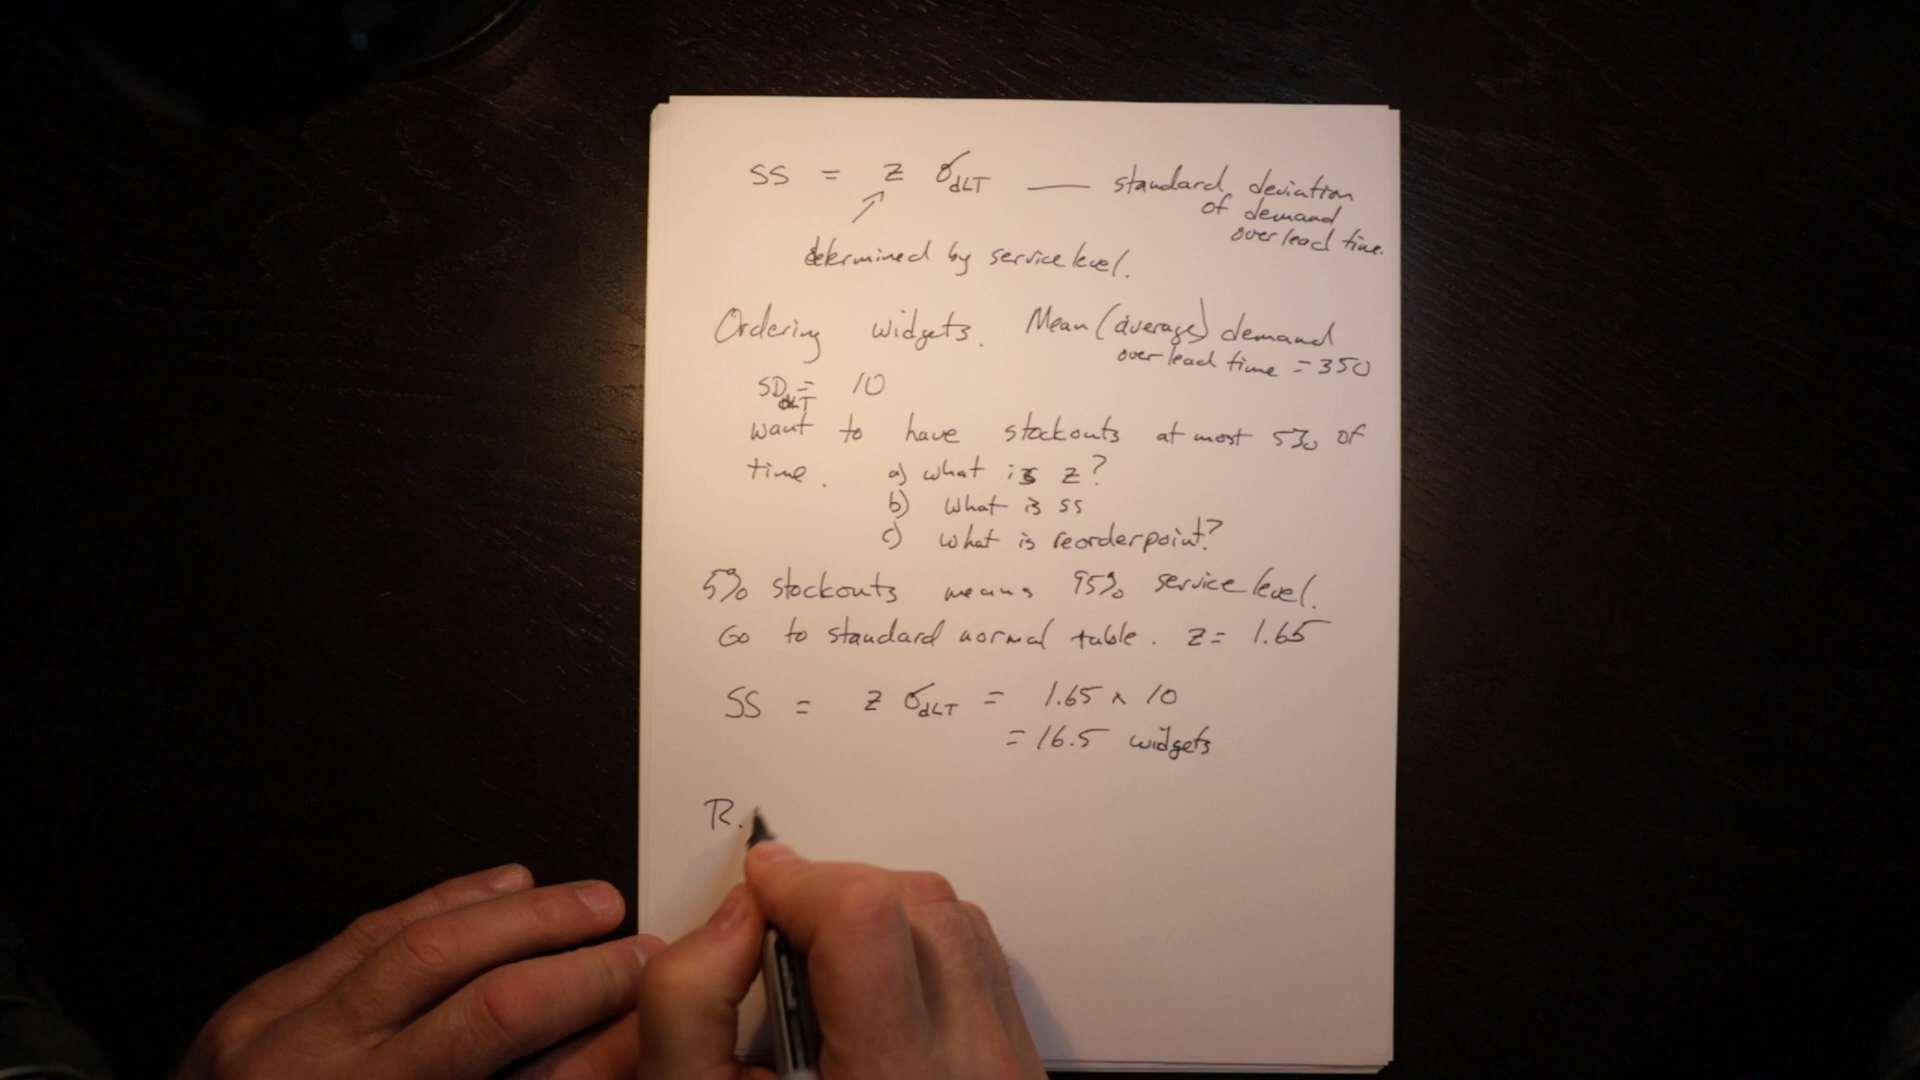 SS = z σdLT — standard deviation
of demand
over lead time.
determined by service level.
Ordering widgets. Mean (average) demand
over lead time = 350
SDdLT = 10
want to have stockouts at most 5% of
time. a) what is z?
b) what is ss
c) what is reorder point?
5% stockouts means 95% service level.
Go to standard normal table. z = 1.65
SS = z σdLT = 1.65 × 10
= 16.5 widgets
R.